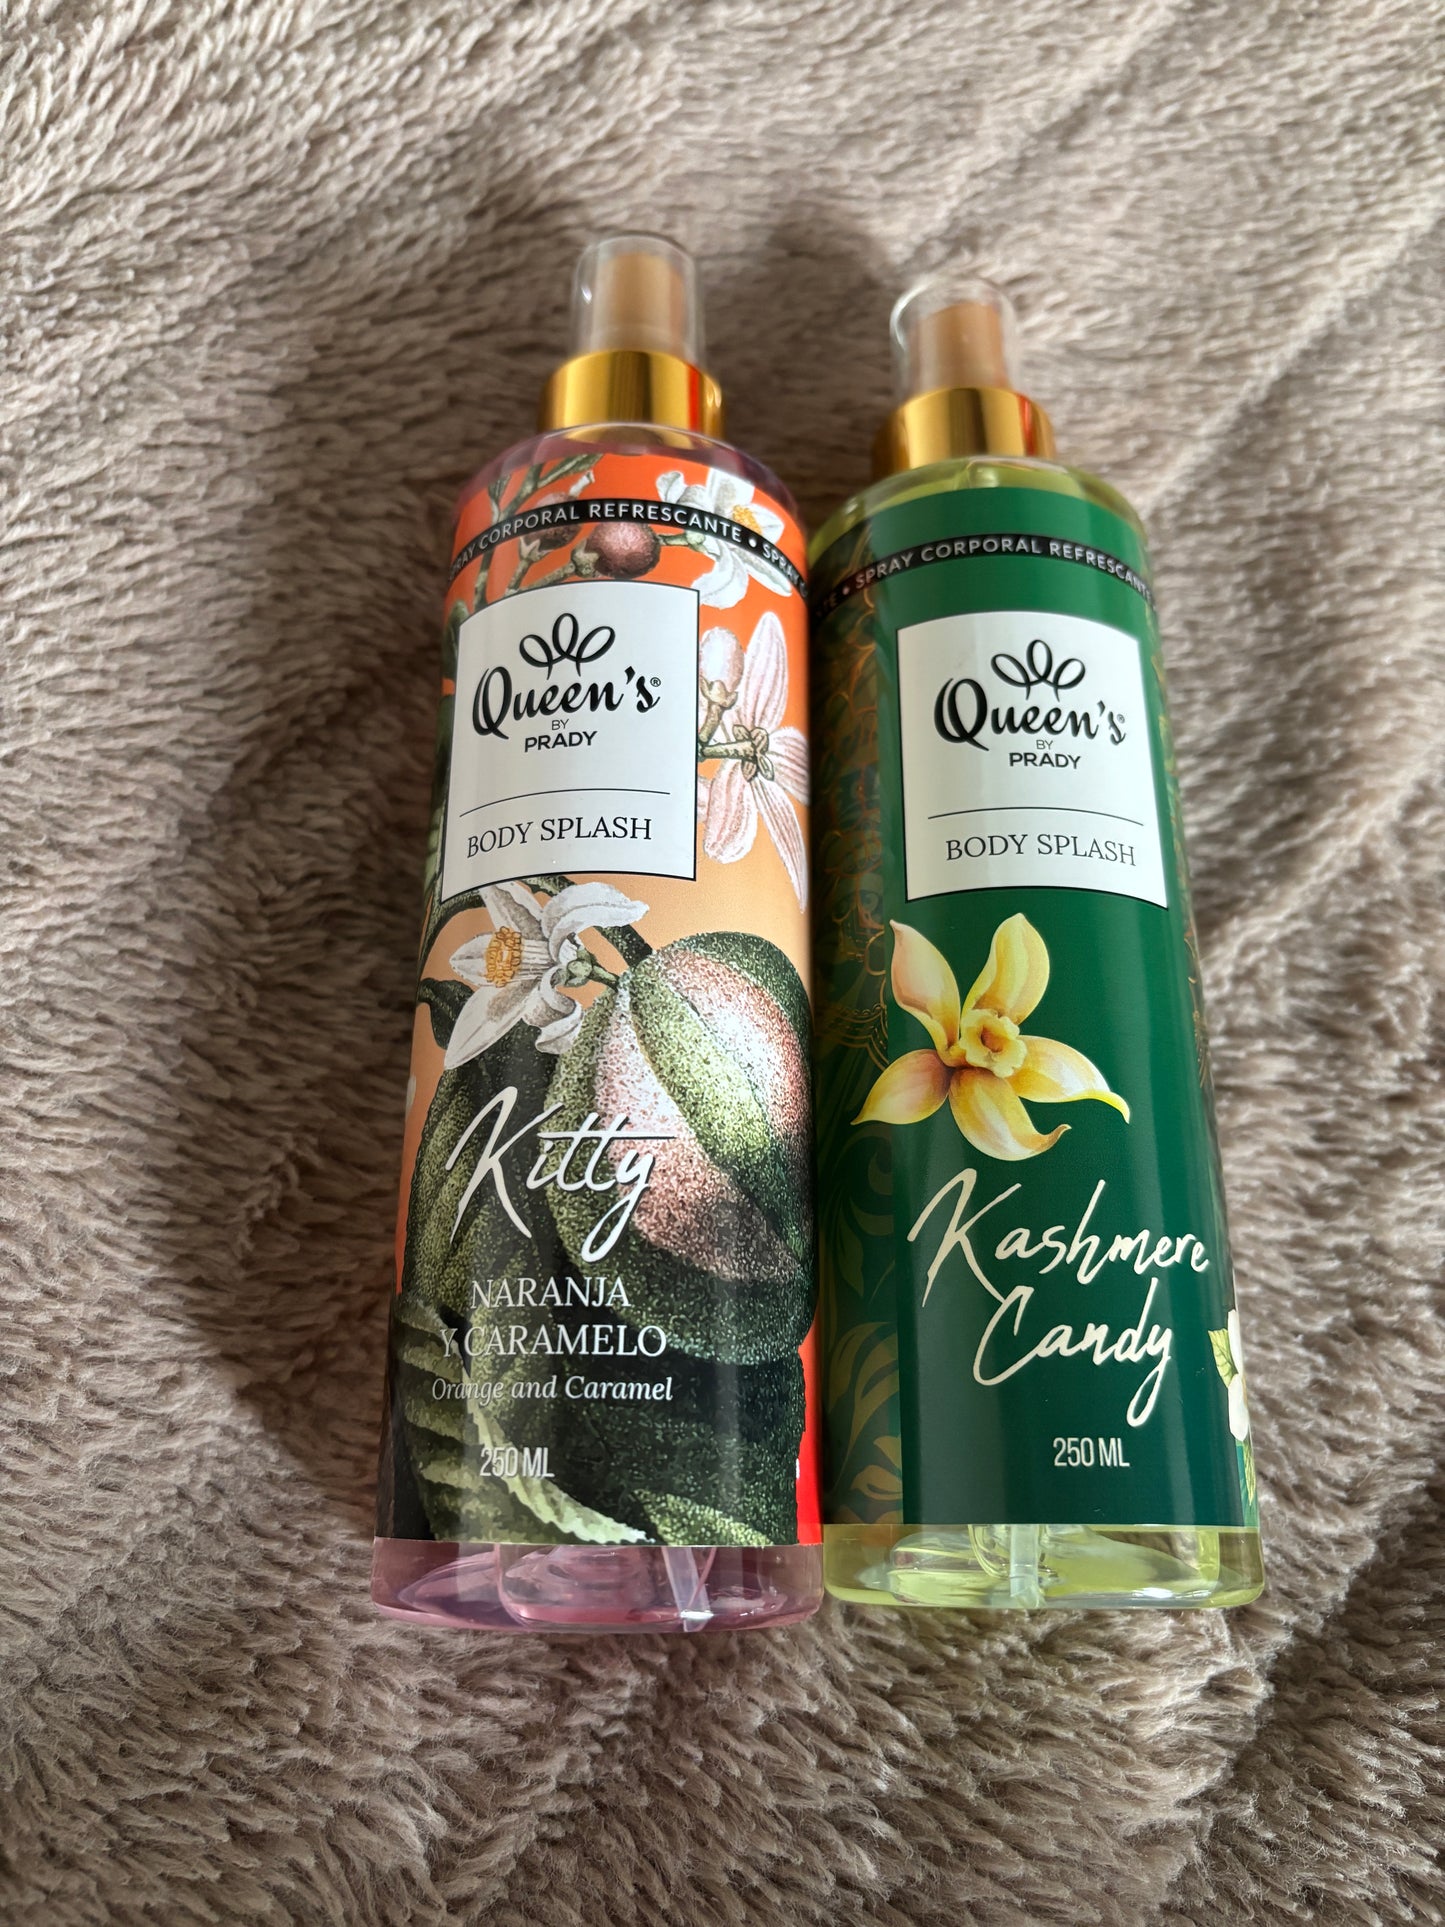 SPRAY CORPORAL REFRESCANTE • SPRAY
Queen's®
BY
PRADY
BODY SPLASH
Kitty
NARANJA
Y CARAMELO
Orange and Caramel
250 ML
• SPRAY CORPORAL REFRESCANTE
Queen's®
BY
PRADY
BODY SPLASH
Kashmere
Candy
250 ML